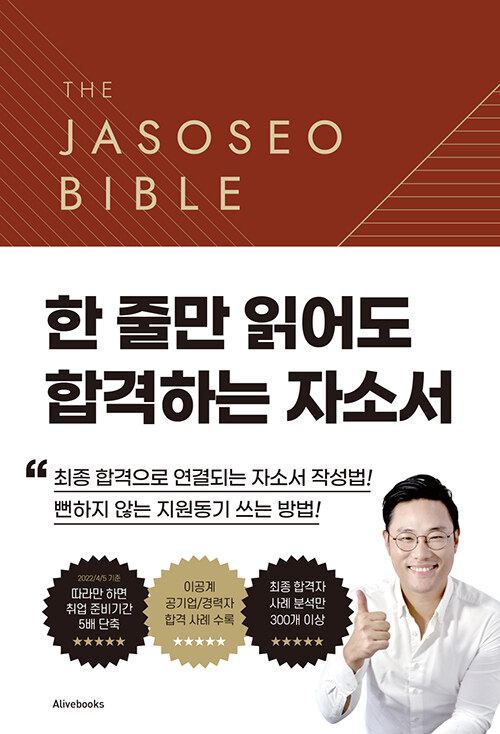 THE
JASOSEO
BIBLE
한 줄만 읽어도
합격하는 자소서
“ 최종 합격으로 연결되는 자소서 작성법!
뻔하지 않는 지원동기 쓰는 방법!
2022/4/5 기준
따라만 하면
취업 준비기간
5배 단축
★★★★★
이공계
공기업/경력자
합격 사례 수록
★★★★★
최종 합격자
사례 분석만
300개 이상
★★★★★
Alivebooks